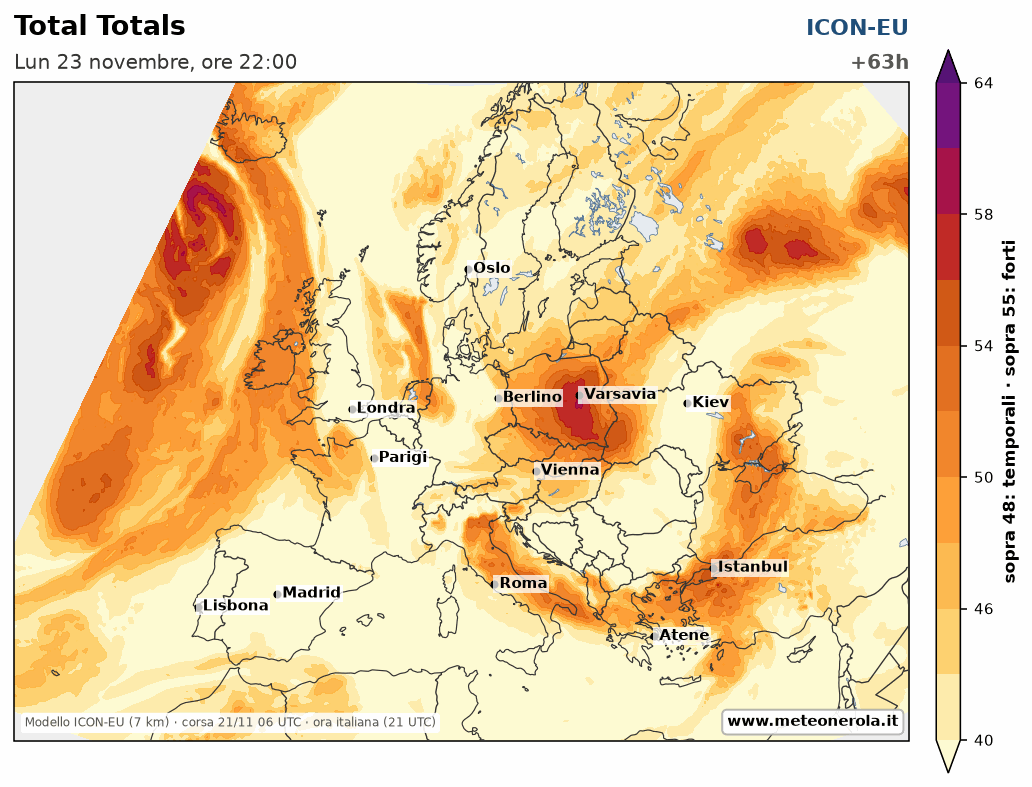 Total Totals
ICON-EU
Lun 23 novembre, ore 22:00
+63h
64
58
54
50
46
40
sopra 48: temporali · sopra 55: forti
Oslo
Berlino
Varsavia
Kiev
Londra
Parigi
Vienna
Istanbul
Roma
Madrid
Lisbona
Atene
Modello ICON-EU (7 km) · corsa 21/11 06 UTC · ora italiana (21 UTC)
www.meteonerola.it